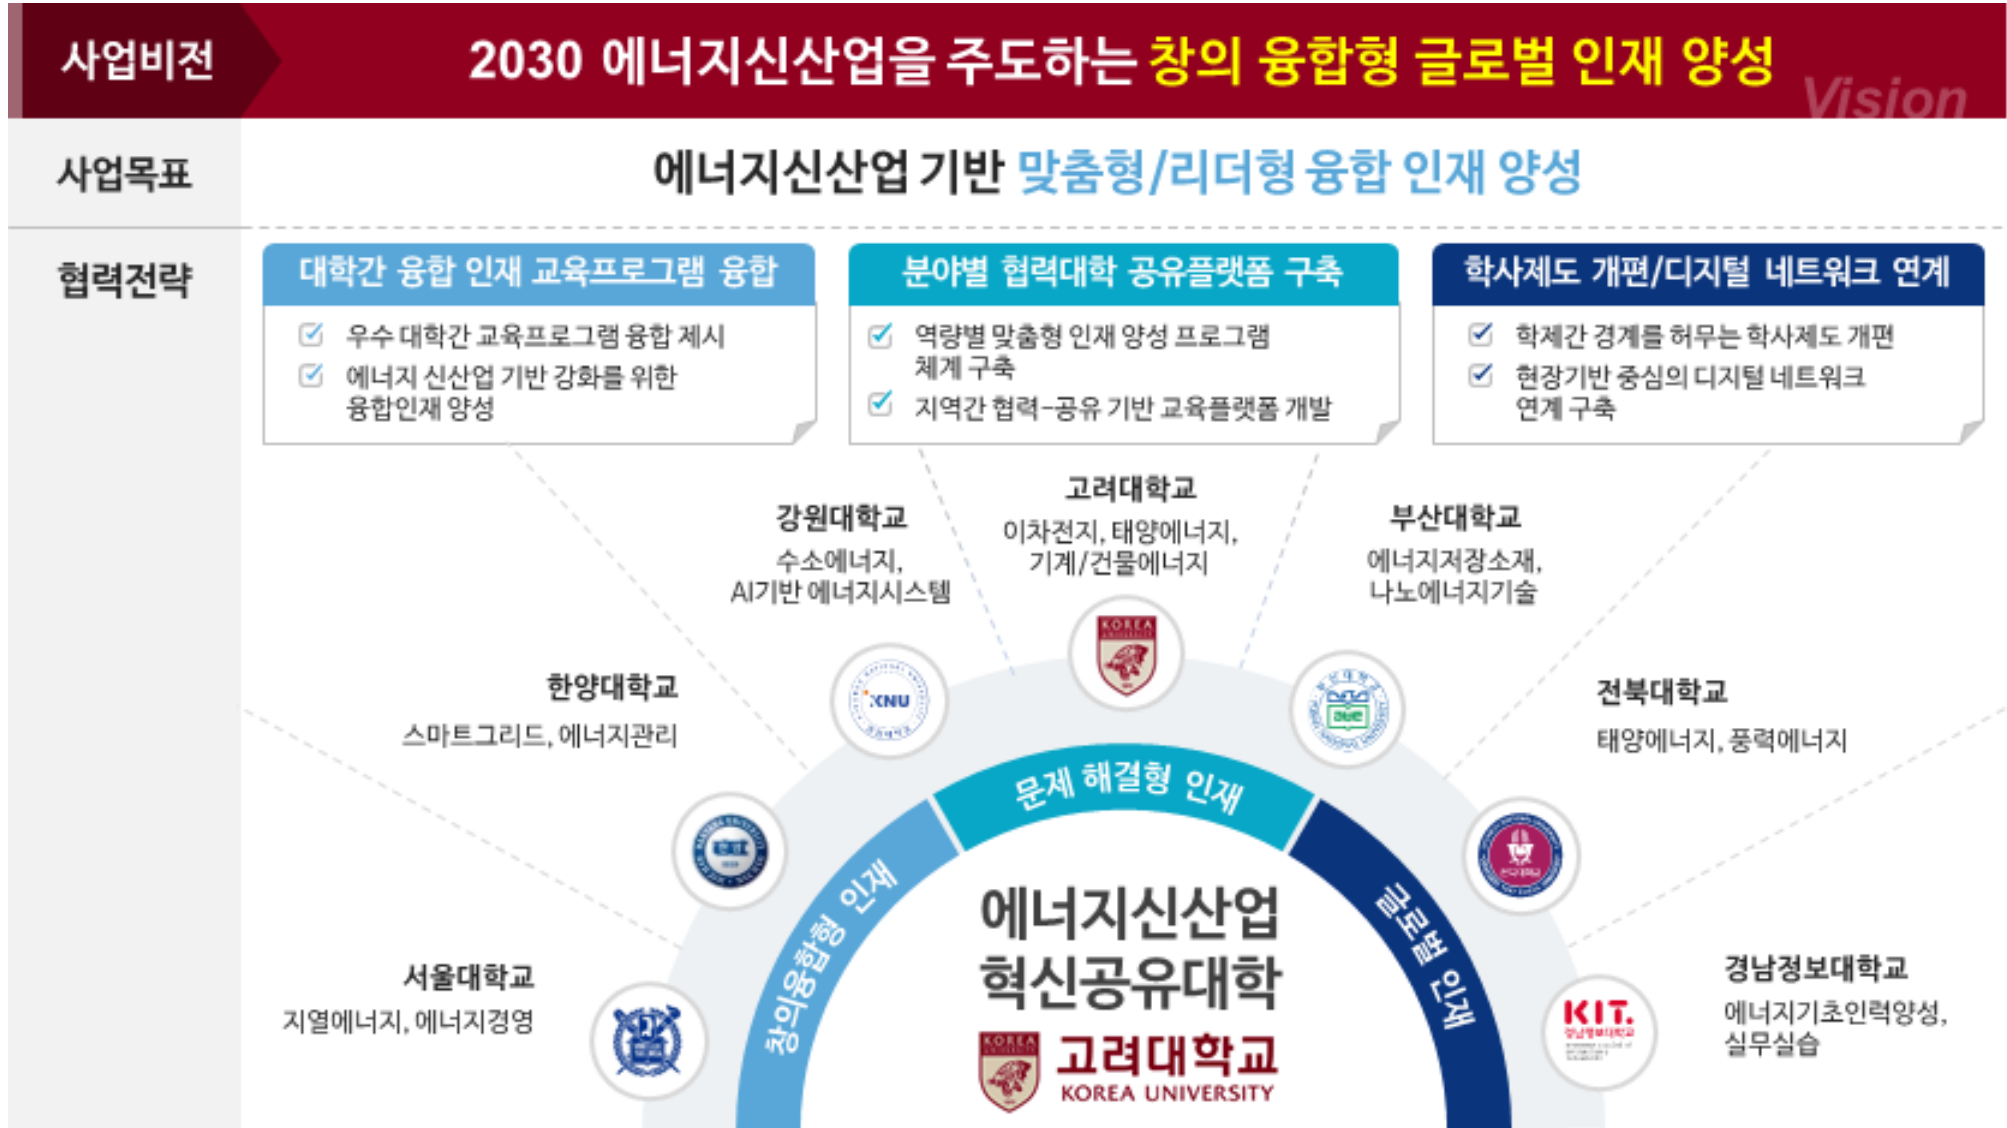 사업비전
2030 에너지신산업을 주도하는 창의 융합형 글로벌 인재 양성
Vision
사업목표
에너지신산업 기반 맞춤형/리더형 융합 인재 양성
협력전략
대학간 융합 인재 교육프로그램 융합
우수 대학간 교육프로그램 융합 제시
에너지 신산업 기반 강화를 위한
융합인재 양성
분야별 협력대학 공유플랫폼 구축
역량별 맞춤형 인재 양성 프로그램
체계 구축
지역간 협력-공유 기반 교육플랫폼 개발
학사제도 개편/디지털 네트워크 연계
학제간 경계를 허무는 학사제도 개편
현장기반 중심의 디지털 네트워크
연계 구축
서울대학교
지열에너지, 에너지경영
한양대학교
스마트그리드, 에너지관리
강원대학교
수소에너지,
AI기반 에너지시스템
KNU
고려대학교
이차전지, 태양에너지,
기계/건물에너지
KOREA
부산대학교
에너지저장소재,
나노에너지기술
전북대학교
태양에너지, 풍력에너지
경남정보대학교
에너지기초인력양성,
실무실습
KIT.
경남정보대학교
창의융합형 인재
문제 해결형 인재
글로벌 인재
에너지신산업
혁신공유대학
KOREA
고려대학교
KOREA UNIVERSITY